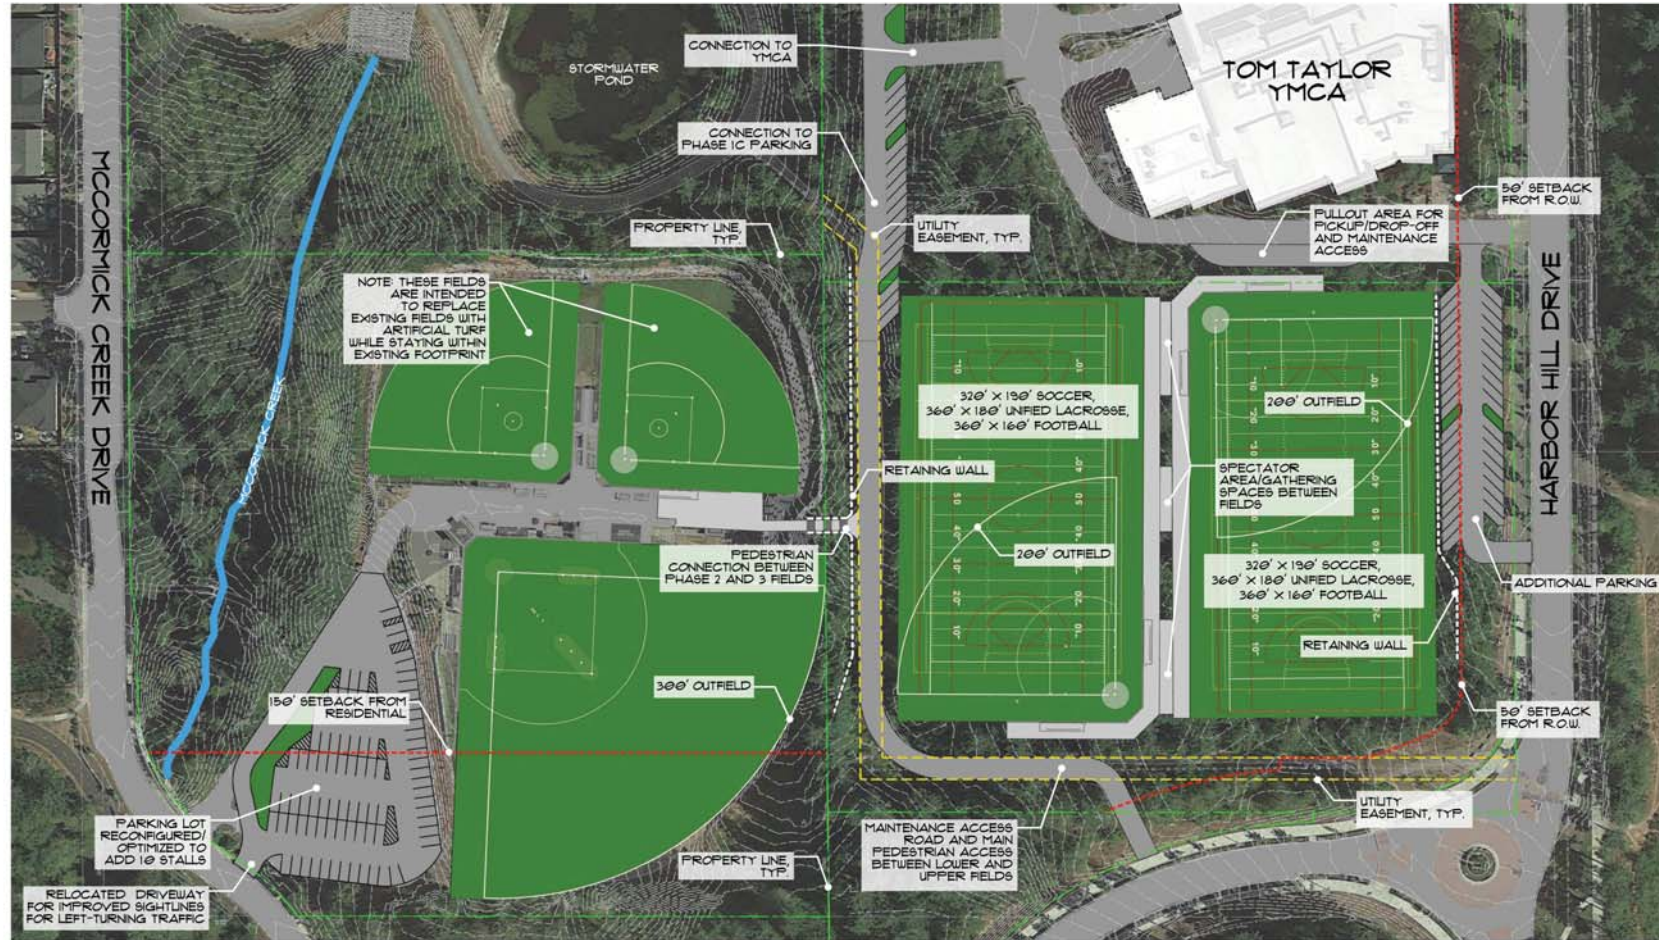 CONNECTION TO
YMCA
STORMWATER
POND
TOM TAYLOR
YMCA
CONNECTION TO
PHASE 1C PARKING
MCCORMICK CREEK DRIVE
50' SETBACK
FROM R.O.W.
PROPERTY LINE,
TYP.
UTILITY
EASEMENT, TYP.
PULLOUT AREA FOR
PICKUP/DROP-OFF
AND MAINTENANCE
ACCESS
HARBOR HILL DRIVE
NOTE: THESE FIELDS
ARE INTENDED
TO REPLACE
EXISTING FIELDS WITH
ARTIFICIAL TURF
WHILE STAYING WITHIN
EXISTING FOOTPRINT
MCCORMICK CREEK
320' X 190' SOCCER,
360' X 180' UNIFIED LACROSSE,
360' X 160' FOOTBALL
200' OUTFIELD
RETAINING WALL
SPECTATOR
AREA/GATHERING
SPACES BETWEEN
FIELDS
200' OUTFIELD
PEDESTRIAN
CONNECTION BETWEEN
PHASE 2 AND 3 FIELDS
320' X 190' SOCCER,
360' X 180' UNIFIED LACROSSE,
360' X 160' FOOTBALL
ADDITIONAL PARKING
RETAINING WALL
300' OUTFIELD
150' SETBACK FROM
RESIDENTIAL
50' SETBACK
FROM R.O.W.
UTILITY
EASEMENT, TYP.
PARKING LOT
RECONFIGURED/
OPTIMIZED TO
ADD 10 STALLS
MAINTENANCE ACCESS
ROAD AND MAIN
PEDESTRIAN ACCESS
BETWEEN LOWER AND
UPPER FIELDS
PROPERTY LINE,
TYP.
RELOCATED DRIVEWAY
FOR IMPROVED SIGHTLINES
FOR LEFT-TURNING TRAFFIC